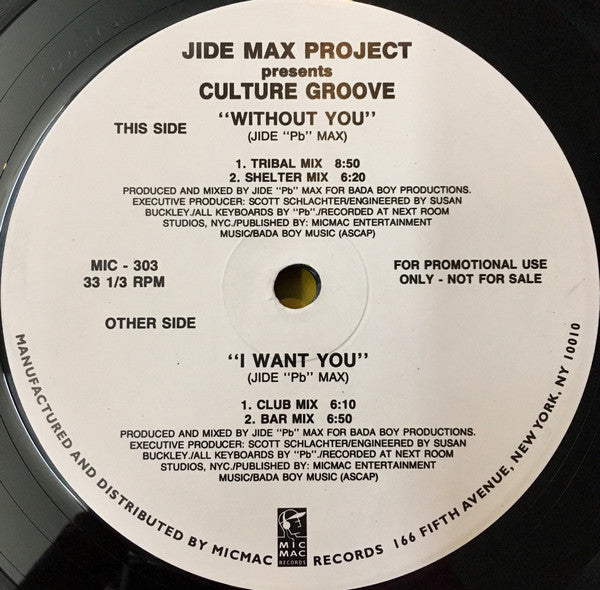 JIDE MAX PROJECT
presents
CULTURE GROOVE
THIS SIDE
"WITHOUT YOU"
(JIDE "Pb" MAX)
1. TRIBAL MIX 8:50
2. SHELTER MIX 6:20
PRODUCED AND MIXED BY JIDE "Pb" MAX FOR BADA BOY PRODUCTIONS.
EXECUTIVE PRODUCER: SCOTT SCHLACHTER/ENGINEERED BY SUSAN
BUCKLEY./ALL KEYBOARDS BY "Pb"./RECORDED AT NEXT ROOM
STUDIOS, NYC./PUBLISHED BY: MICMAC ENTERTAINMENT
MUSIC/BADA BOY MUSIC (ASCAP)
MIC - 303
33 1/3 RPM
FOR PROMOTIONAL USE
ONLY - NOT FOR SALE
OTHER SIDE
"I WANT YOU"
(JIDE "Pb" MAX)
1. CLUB MIX 6:10
2. BAR MIX 6:50
PRODUCED AND MIXED BY JIDE "Pb" MAX FOR BADA BOY PRODUCTIONS.
EXECUTIVE PRODUCER: SCOTT SCHLACHTER/ENGINEERED BY SUSAN
BUCKLEY./ALL KEYBOARDS BY "Pb"./RECORDED AT NEXT ROOM
STUDIOS, NYC./PUBLISHED BY: MICMAC ENTERTAINMENT
MUSIC/BADA BOY MUSIC (ASCAP)
MANUFACTURED AND DISTRIBUTED BY MICMAC RECORDS 166 FIFTH AVENUE, NEW YORK, NY 10010
MIC
MAC
RECORDS